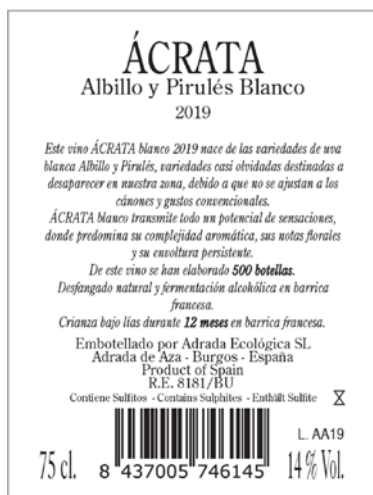 ÁCRATA
Albillo y Pirulés Blanco
2019
Este vino ÁCRATA blanco 2019 nace de las variedades de uva
blanca Albillo y Pirulés, variedades casi olvidadas destinadas a
desaparecer en nuestra zona, debido a que no se ajustan a los
cánones y gustos convencionales.
ÁCRATA blanco transmite todo un potencial de sensaciones,
donde predomina su complejidad aromática, sus notas florales
y su envoltura persistente.
De este vino se han elaborado 500 botellas.
Desfangado natural y fermentación alcohólica en barrica
francesa.
Crianza bajo lías durante 12 meses en barrica francesa.
Embotellado por Adrada Ecológica SL
Adrada de Aza - Burgos - España
Product of Spain
R.E. 8181/BU
Contiene Sulfitos - Contains Sulphites - Enthält Sulfite
L. AA19
75 cl. 8 437005 746145 14% Vol.